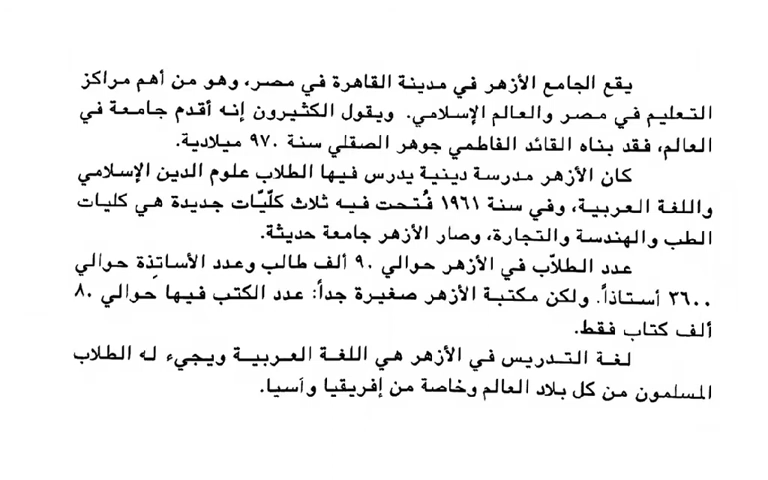 يقع الجامع الأزهر في مدينة القاهرة في مصر، وهو من أهم مراكز
التعليم في مصر والعالم الإسلامي. ويقول الكثيرون إنه أقدم جامعة في
العالم، فقد بناه القائد الفاطمي جوهر الصقلي سنة ٩٧٠ ميلادية.
كان الأزهر مدرسة دينية يدرس فيها الطلاب علوم الدين الإسلامي
واللغة العربية، وفي سنة ١٩٦١ فُتحت فيه ثلاث كلّيّات جديدة هي كليات
الطب والهندسة والتجارة، وصار الأزهر جامعة حديثة.
عدد الطلاّب في الأزهر حوالي ٩٠ ألف طالب وعدد الأساتِذة حوالي
٣٦٠٠ أستاذاً. ولكن مكتبة الأزهر صغيرة جداً: عدد الكتب فيها حوالي ٨٠
ألف كتاب فقط.
لغة التدريس في الأزهر هي اللغة العربية ويجيء له الطلاب
المسلمون من كل بلاد العالم وخاصة من إفريقيا وآسيا.